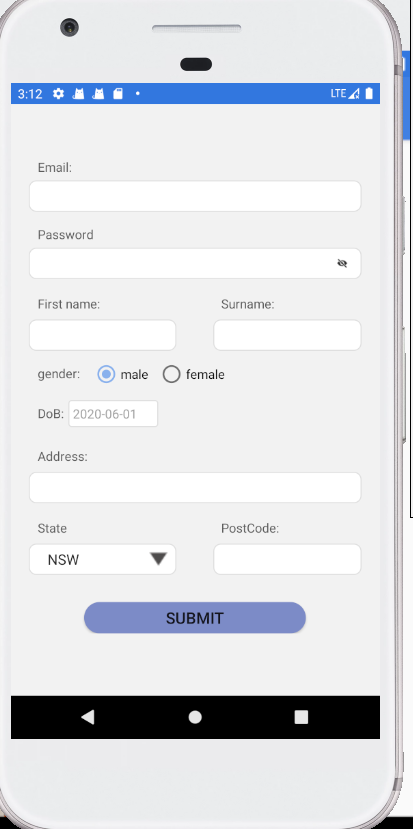 3:12 LTE
Email:
Password
First name: Surname:
gender: male female
DoB: 2020-06-01
Address:
State PostCode:
NSW
SUBMIT